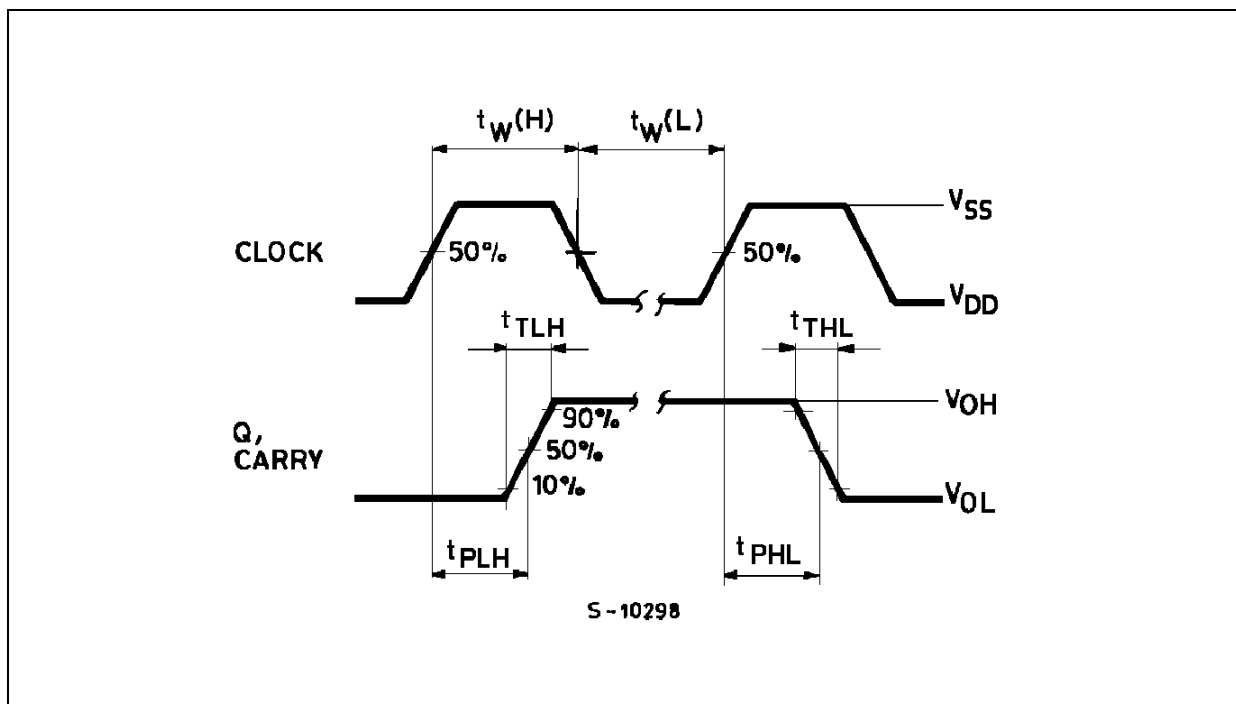 tW(H)
tW(L)
VSS
CLOCK
50%
50%
VDD
tTLH
tTHL
VOH
90%
Q,
50%
CARRY
10%
VOL
tPLH
tPHL
S-10298